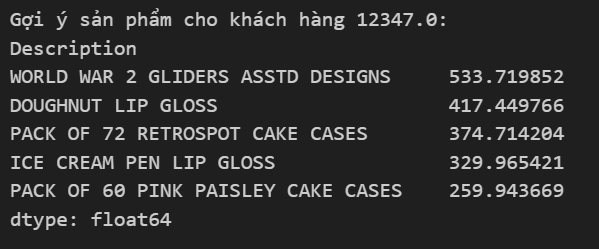 Gợi ý sản phẩm cho khách hàng 12347.0:
Description
WORLD WAR 2 GLIDERS ASSTD DESIGNS     533.719852
DOUGHNUT LIP GLOSS                    417.449766
PACK OF 72 RETROSPOT CAKE CASES       374.714204
ICE CREAM PEN LIP GLOSS               329.965421
PACK OF 60 PINK PAISLEY CAKE CASES    259.943669
dtype: float64